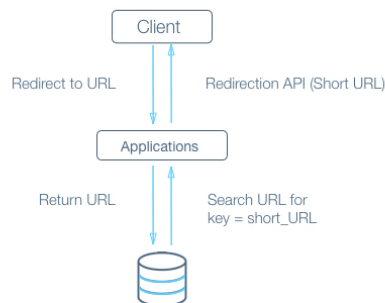 Client
Redirect to URL
Redirection API (Short URL)
Applications
Return URL
Search URL for
key = short_URL